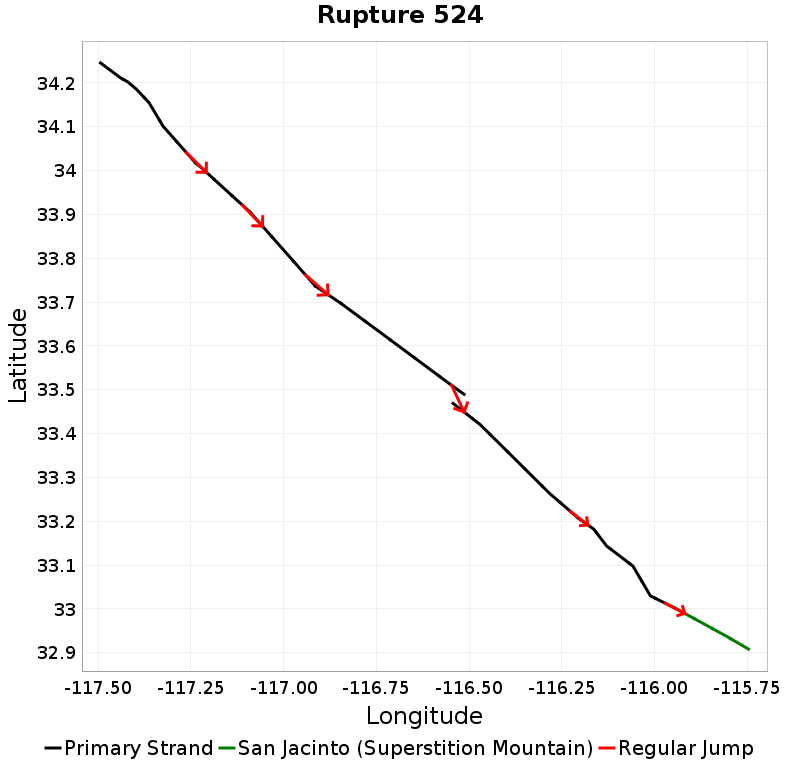 Rupture 524
34.2
34.1
34
33.9
33.8
33.7
33.6
33.5
33.4
33.3
33.2
33.1
33
32.9
Latitude
-117.50 -117.25 -117.00 -116.75 -116.50 -116.25 -116.00 -115.75
Longitude
Primary Strand San Jacinto (Superstition Mountain) Regular Jump